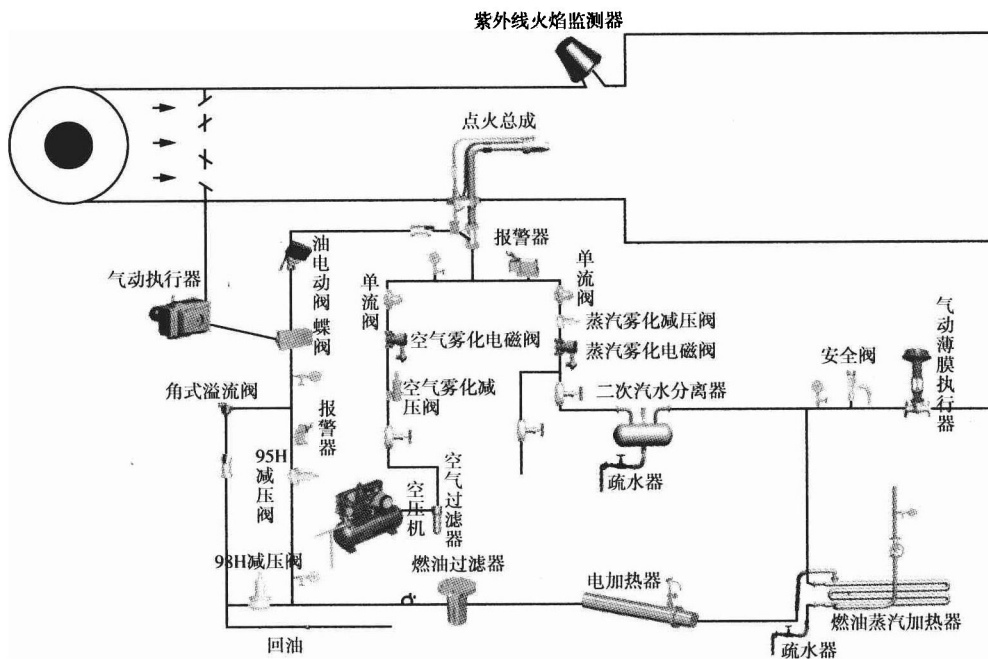 紫外线火焰监测器
点火总成
报警器
油电动阀
单流阀
单流阀
气动执行器
蝶阀
空气雾化电磁阀
蒸汽雾化减压阀
蒸汽雾化电磁阀
安全阀
气动薄膜执行器
角式溢流阀
空气雾化减压阀
二次汽水分离器
报警器
95H减压阀
空压机
空气过滤器
疏水器
98H减压阀
燃油过滤器
电加热器
燃油蒸汽加热器
回油
疏水器